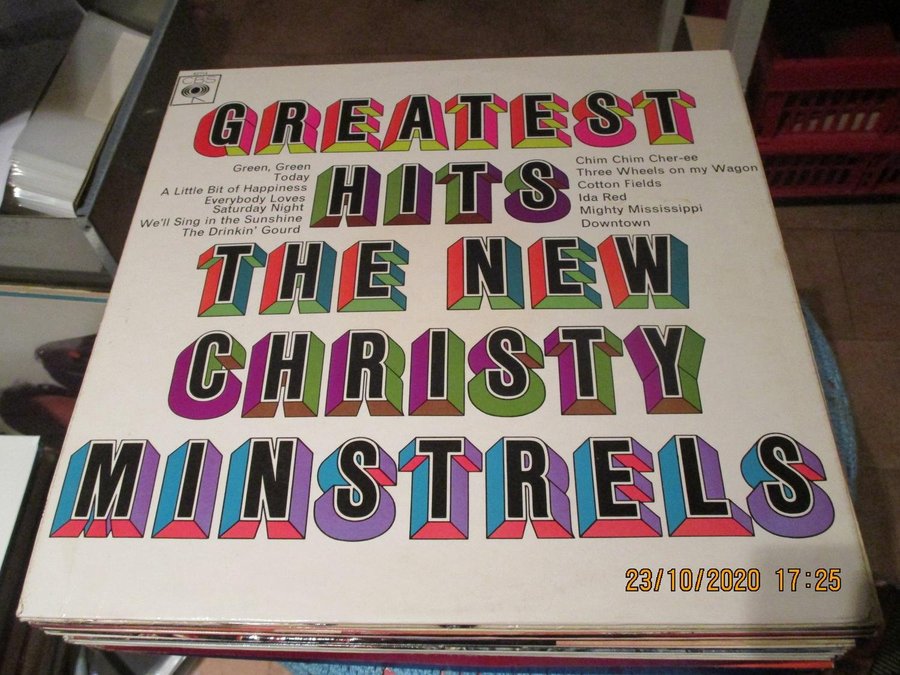 CBS
GREATEST
HITS
Green, Green
Today
A Little Bit of Happiness
Everybody Loves
Saturday Night
We'll Sing in the Sunshine
The Drinkin' Gourd
Chim Chim Cher-ee
Three Wheels on my Wagon
Cotton Fields
Ida Red
Mighty Mississippi
Downtown
THE NEW
CHRISTY
MINSTRELS
23/10/2020 17:25